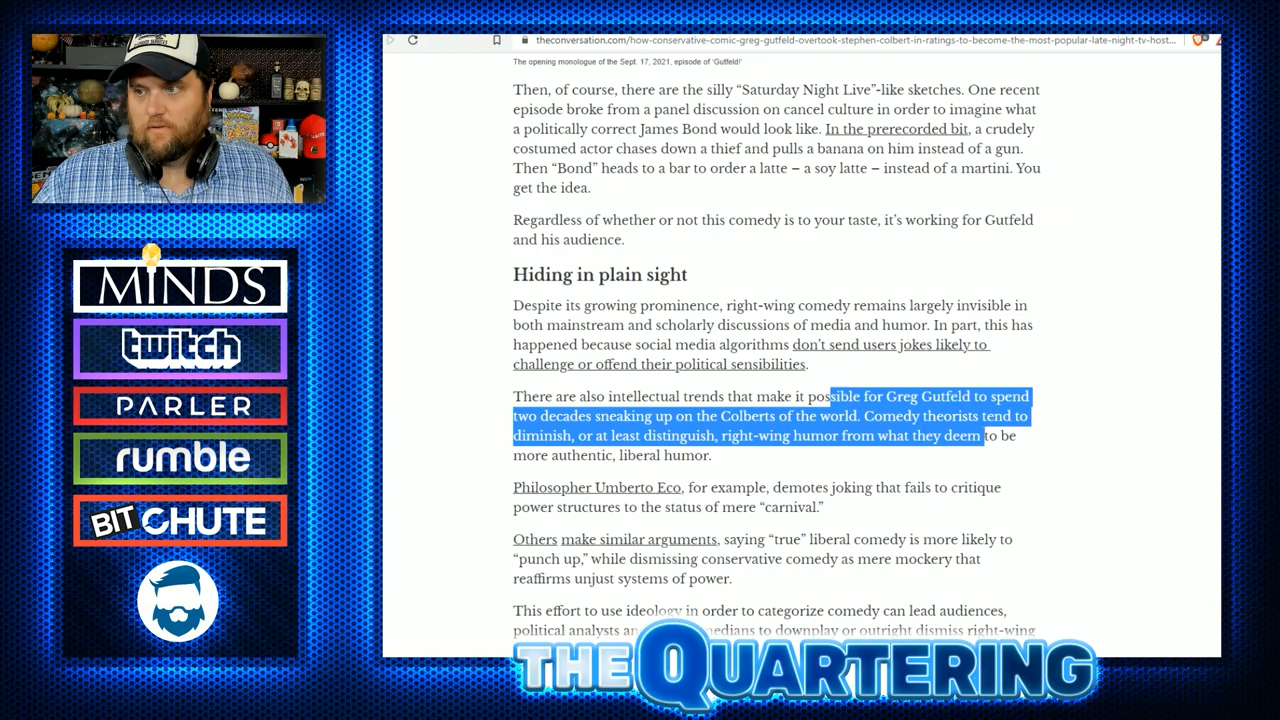 theconversation.com/how-conservative-comic-greg-gutfeld-overtook-stephen-colbert-in-ratings-to-become-the-most-popular-late-night-tv-host...
The opening monologue of the Sept. 17, 2021, episode of 'Gutfeld!'
Then, of course, there are the silly “Saturday Night Live”-like sketches. One recent
episode broke from a panel discussion on cancel culture in order to imagine what
a politically correct James Bond would look like. In the prerecorded bit, a crudely
costumed actor chases down a thief and pulls a banana on him instead of a gun.
Then “Bond” heads to a bar to order a latte – a soy latte – instead of a martini. You
get the idea.
Regardless of whether or not this comedy is to your taste, it’s working for Gutfeld
and his audience.
Hiding in plain sight
Despite its growing prominence, right-wing comedy remains largely invisible in
both mainstream and scholarly discussions of media and humor. In part, this has
happened because social media algorithms don’t send users jokes likely to
challenge or offend their political sensibilities.
There are also intellectual trends that make it possible for Greg Gutfeld to spend
two decades sneaking up on the Colberts of the world. Comedy theorists tend to
diminish, or at least distinguish, right-wing humor from what they deem to be
more authentic, liberal humor.
Philosopher Umberto Eco, for example, demotes joking that fails to critique
power structures to the status of mere “carnival.”
Others make similar arguments, saying “true” liberal comedy is more likely to
“punch up,” while dismissing conservative comedy as mere mockery that
reaffirms unjust systems of power.
This effort to use ideology in order to categorize comedy can lead audiences,
political analysts an medians to downplay or outright dismiss right-wing
MINDS
twitch
PARLER
rumble
BITCHUTE
THE QUARTERING